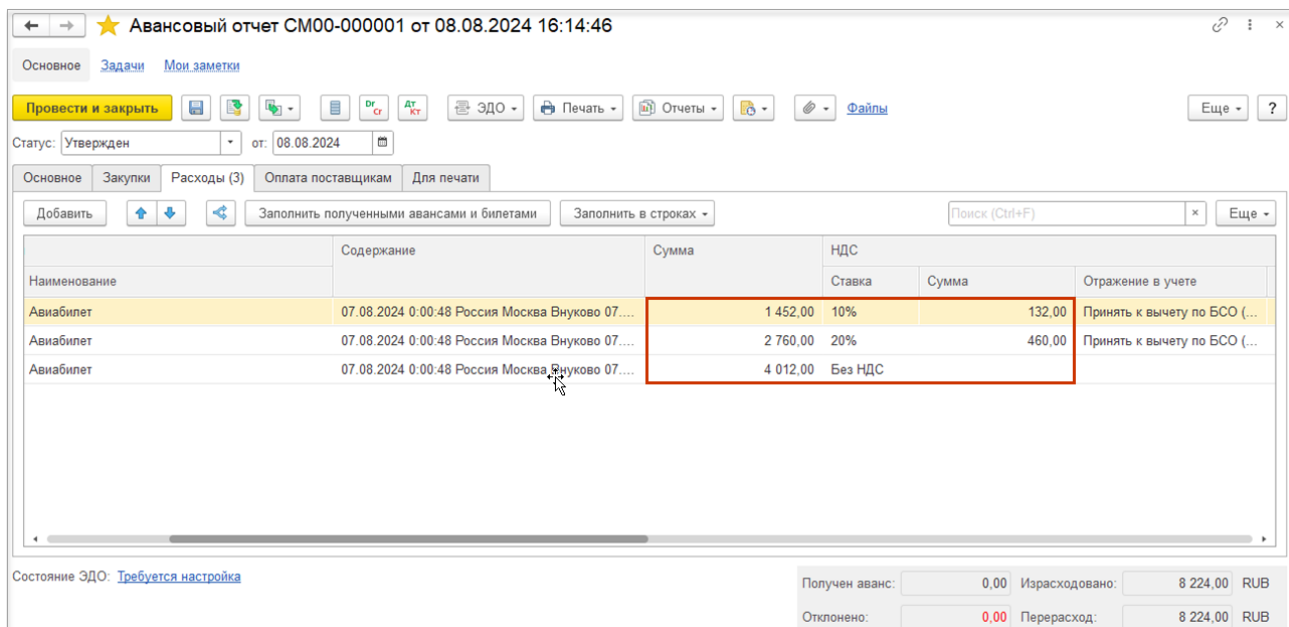 Авансовый отчет СМ00-000001 от 08.08.2024 16:14:46
Основное Задачи Мои заметки
Провести и закрыть Dr Cr Дт Кт ЭДО Печать Отчеты Файлы Еще ?
Статус: Утвержден от: 08.08.2024
Основное Закупки Расходы (3) Оплата поставщикам Для печати
Добавить Заполнить полученными авансами и билетами Заполнить в строках Поиск (Ctrl+F) × Еще
Содержание Сумма НДС
Наименование Ставка Сумма Отражение в учете
Авиабилет 07.08.2024 0:00:48 Россия Москва Внуково 07.... 1 452,00 10% 132,00 Принять к вычету по БСО (...
Авиабилет 07.08.2024 0:00:48 Россия Москва Внуково 07.... 2 760,00 20% 460,00 Принять к вычету по БСО (...
Авиабилет 07.08.2024 0:00:48 Россия Москва Внуково 07.... 4 012,00 Без НДС
Состояние ЭДО: Требуется настройка
Получен аванс: 0,00 Израсходовано: 8 224,00 RUB
Отклонено: 0,00 Перерасход: 8 224,00 RUB